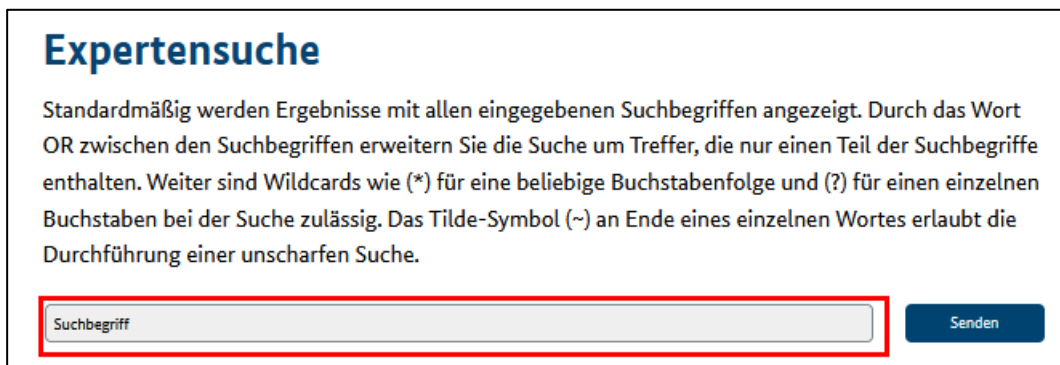 Expertensuche
Standardmäßig werden Ergebnisse mit allen eingegebenen Suchbegriffen angezeigt. Durch das Wort
OR zwischen den Suchbegriffen erweitern Sie die Suche um Treffer, die nur einen Teil der Suchbegriffe
enthalten. Weiter sind Wildcards wie (*) für eine beliebige Buchstabenfolge und (?) für einen einzelnen
Buchstaben bei der Suche zulässig. Das Tilde-Symbol (~) an Ende eines einzelnen Wortes erlaubt die
Durchführung einer unscharfen Suche.
Suchbegriff
Senden